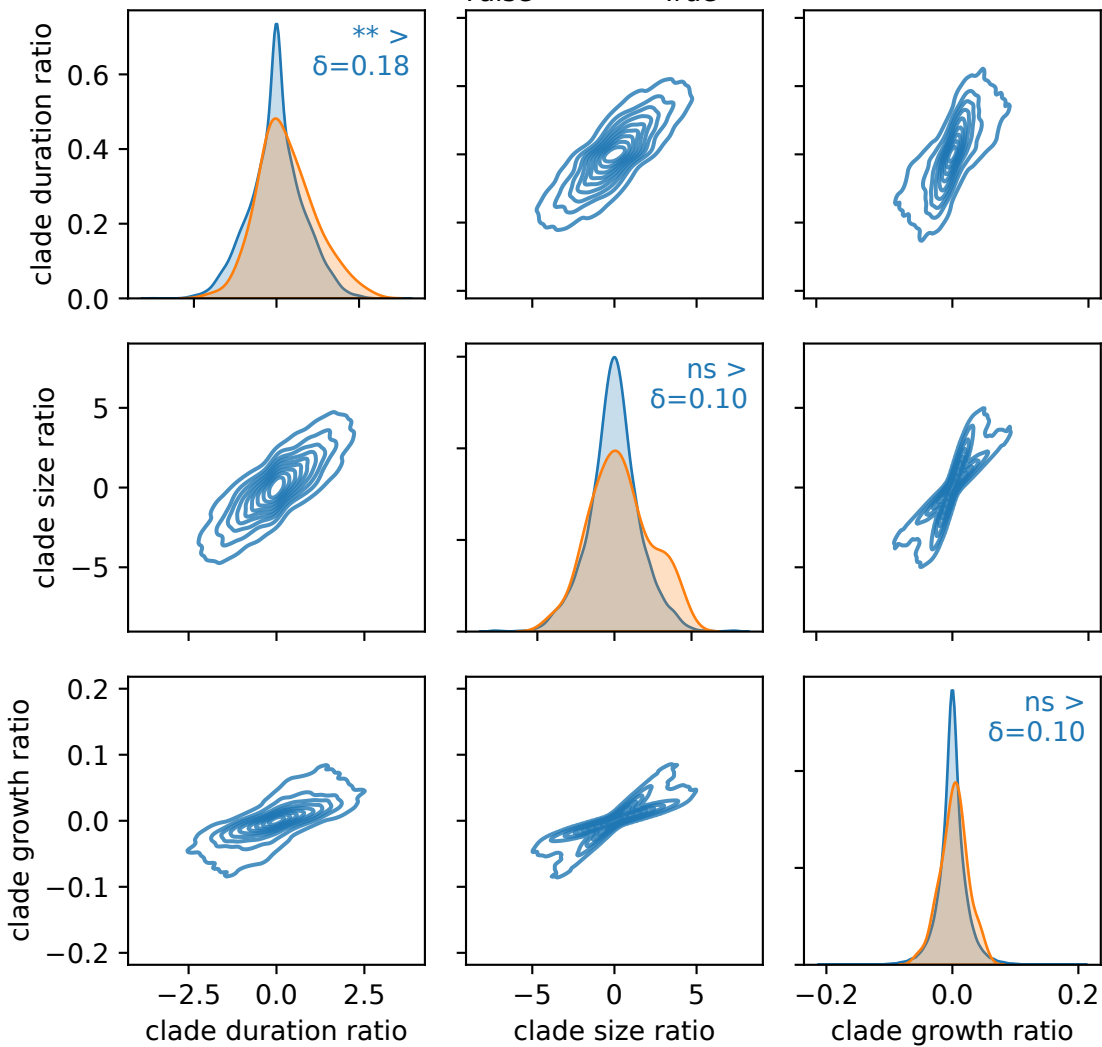 ** >
δ=0.18
clade duration ratio
0.6
0.4
0.2
0.0
ns >
δ=0.10
clade size ratio
5
0
−5
ns >
δ=0.10
clade growth ratio
0.2
0.1
0.0
−0.1
−0.2
−2.5 0.0 2.5
−5 0 5
−0.2 0.0 0.2
clade duration ratio
clade size ratio
clade growth ratio